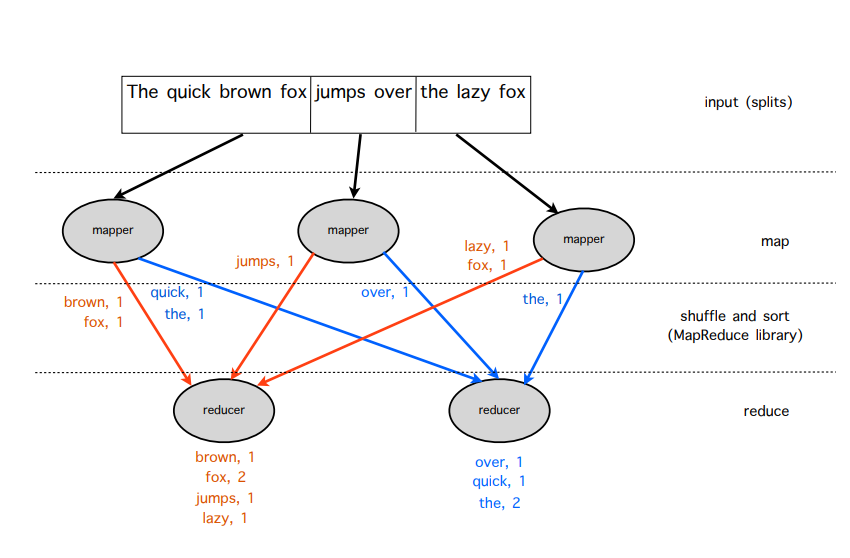 The quick brown fox
jumps over
the lazy fox
input (splits)
mapper
mapper
mapper
map
jumps, 1
lazy, 1
fox, 1
brown, 1
fox, 1
quick, 1
the, 1
over, 1
the, 1
shuffle and sort
(MapReduce library)
reducer
reducer
reduce
brown, 1
fox, 2
jumps, 1
lazy, 1
over, 1
quick, 1
the, 2